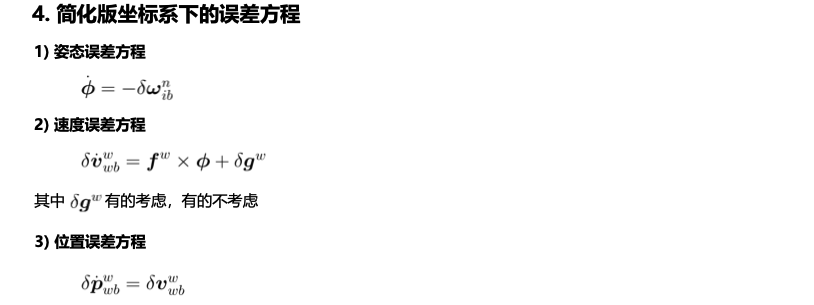 4. 简化版坐标系下的误差方程
1) 姿态误差方程
$\dot{\boldsymbol{\phi}} = -\delta\boldsymbol{\omega}_{ib}^{n}$
2) 速度误差方程
$\delta\dot{\boldsymbol{v}}_{wb}^{w} = \boldsymbol{f}^{w} \times \boldsymbol{\phi} + \delta\boldsymbol{g}^{w}$
其中 $\delta\boldsymbol{g}^{w}$ 有的考虑，有的不考虑
3) 位置误差方程
$\delta\dot{\boldsymbol{p}}_{wb}^{w} = \delta\boldsymbol{v}_{wb}^{w}$